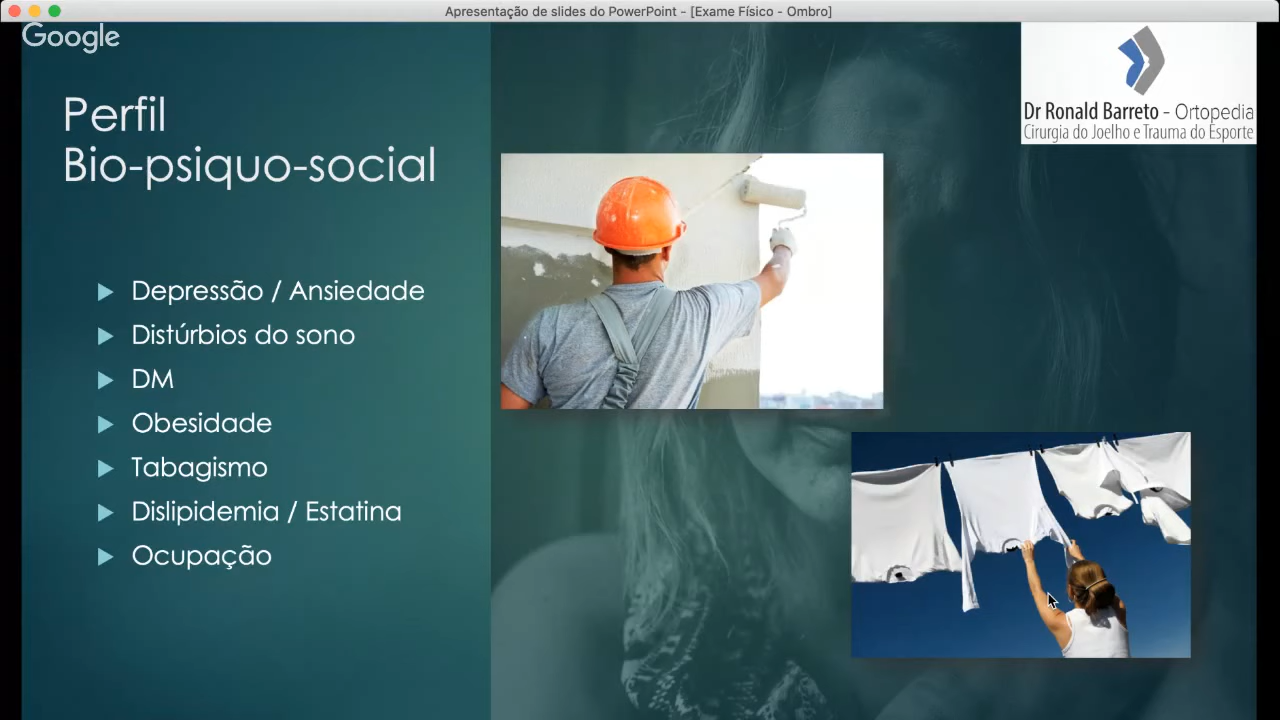 Apresentação de slides do PowerPoint - [Exame Físico - Ombro]
Google
Dr Ronald Barreto - Ortopedia
Cirurgia do Joelho e Trauma do Esporte
Perfil
Bio-psiquo-social
Depressão / Ansiedade
Distúrbios do sono
DM
Obesidade
Tabagismo
Dislipidemia / Estatina
Ocupação